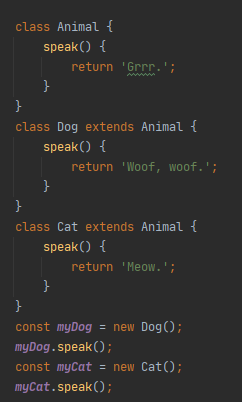 class Animal {
    speak() {
        return 'Grrr.';
    }
}
class Dog extends Animal {
    speak() {
        return 'Woof, woof.';
    }
}
class Cat extends Animal {
    speak() {
        return 'Meow.';
    }
}
const myDog = new Dog();
myDog.speak();
const myCat = new Cat();
myCat.speak();